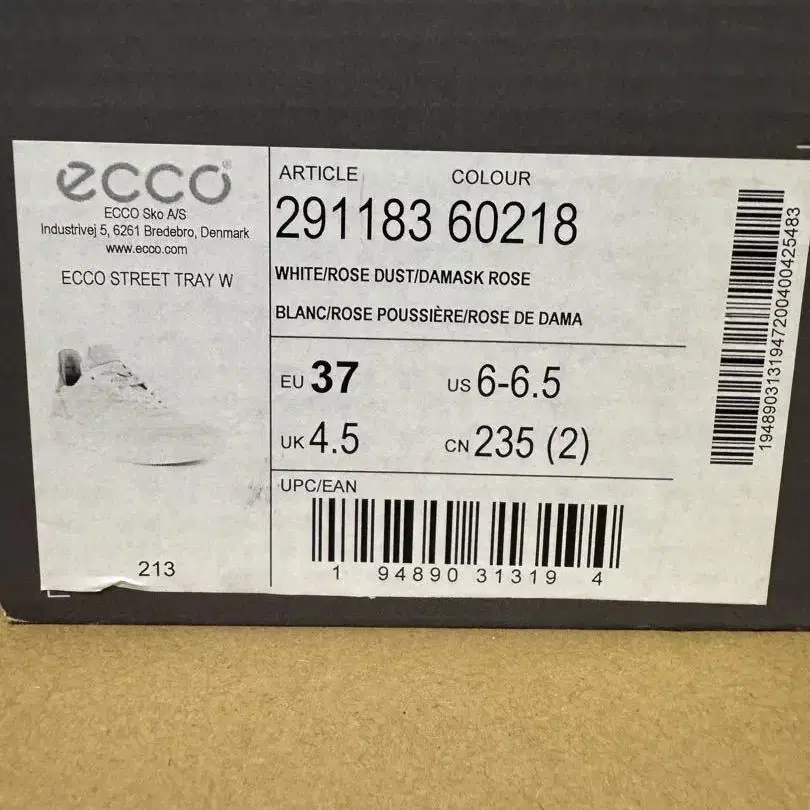 ecco®
ECCO Sko A/S
Industrivej 5, 6261 Bredebro, Denmark
www.ecco.com
ECCO STREET TRAY W
213
ARTICLE COLOUR
291183 60218
WHITE/ROSE DUST/DAMASK ROSE
BLANC/ROSE POUSSIÈRE/ROSE DE DAMA
EU 37 US 6-6.5
UK 4.5 CN 235 (2)
UPC/EAN
1 94890 31319 4
1948903131947200400425483